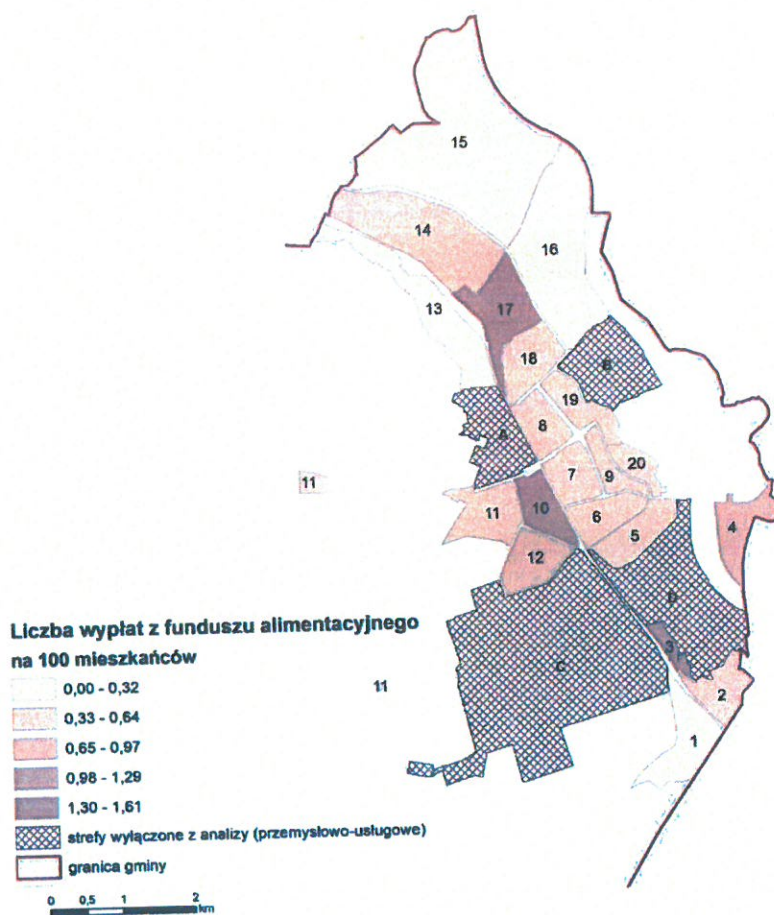 15
14
16
13
17
18
B
19
8
A
7
9
20
11
11
10
6
5
4
12
D
3
C
2
1
11
Liczba wypłat z funduszu alimentacyjnego
na 100 mieszkańców
0,00 - 0,32
0,33 - 0,64
0,65 - 0,97
0,98 - 1,29
1,30 - 1,61
strefy wyłączone z analizy (przemysłowo-usługowe)
granica gminy
0 0,5 1 2
km